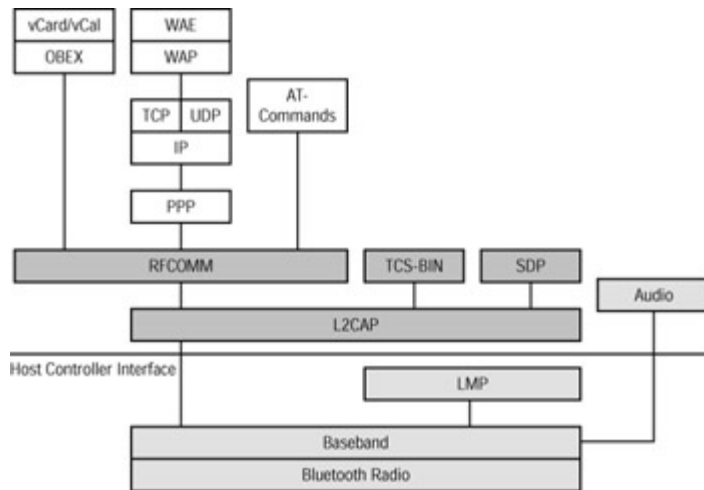 vCard/vCal
OBEX
WAE
WAP
TCP
UDP
IP
AT-
Commands
PPP
RFCOMM
TCS-BIN
SDP
Audio
L2CAP
Host Controller Interface
LMP
Baseband
Bluetooth Radio